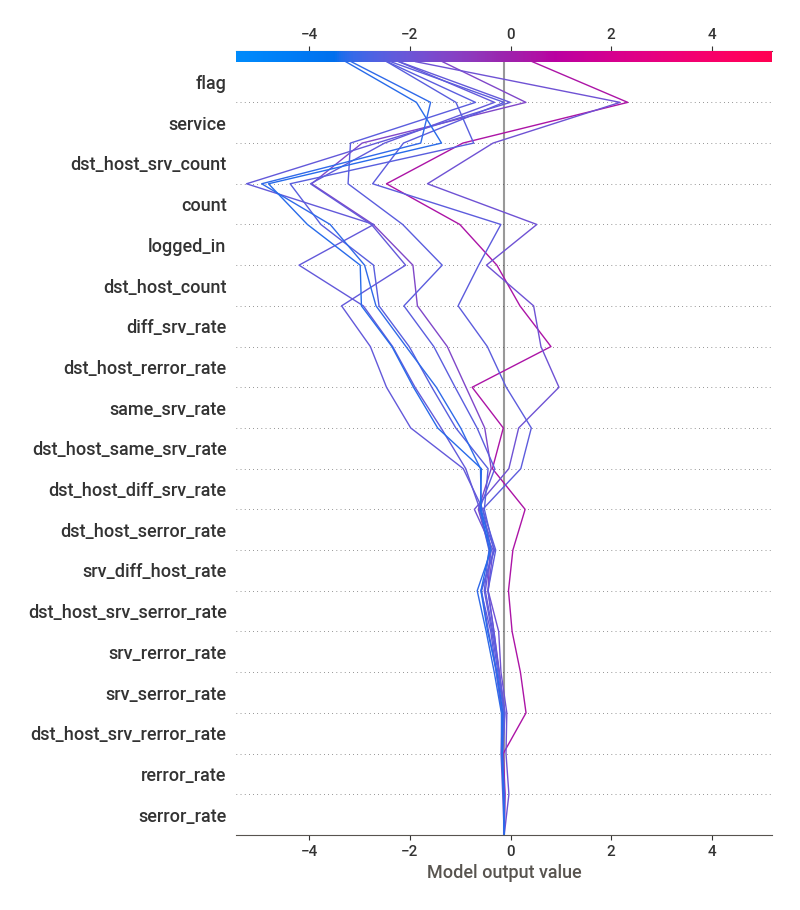 −4 −2 0 2 4
flag
service
dst_host_srv_count
count
logged_in
dst_host_count
diff_srv_rate
dst_host_rerror_rate
same_srv_rate
dst_host_same_srv_rate
dst_host_diff_srv_rate
dst_host_serror_rate
srv_diff_host_rate
dst_host_srv_serror_rate
srv_rerror_rate
srv_serror_rate
dst_host_srv_rerror_rate
rerror_rate
serror_rate
−4 −2 0 2 4
Model output value